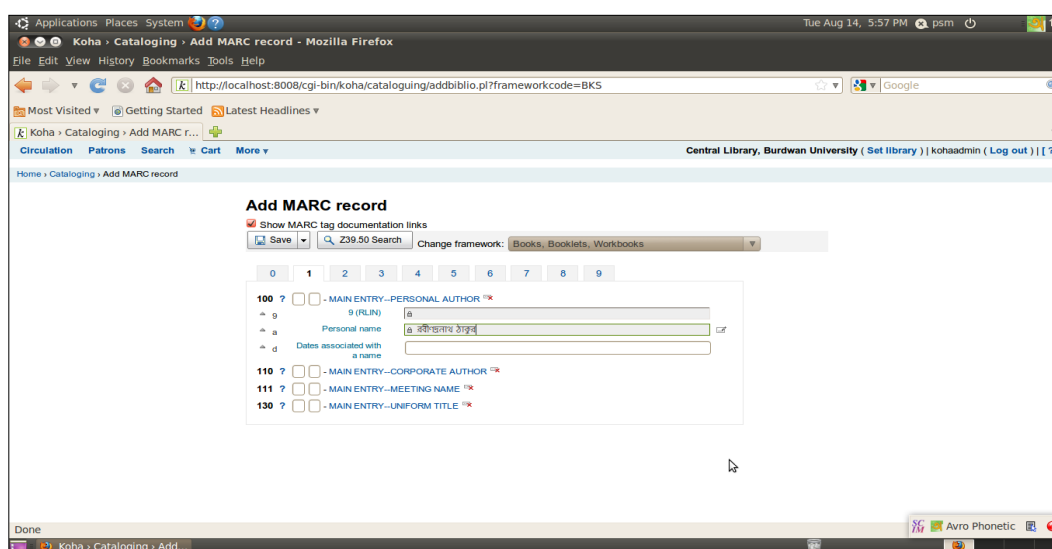 Applications Places System
Tue Aug 14, 5:57 PM psm
Koha › Cataloging › Add MARC record - Mozilla Firefox
File Edit View History Bookmarks Tools Help
http://localhost:8008/cgi-bin/koha/cataloguing/addbiblio.pl?frameworkcode=BKS
Google
Most Visited Getting Started Latest Headlines
Koha › Cataloging › Add MARC r...
Circulation Patrons Search Cart More
Central Library, Burdwan University ( Set library ) | kohaadmin ( Log out ) | [ ?
Home › Cataloging › Add MARC record
Add MARC record
Show MARC tag documentation links
Save Z39.50 Search Change framework: Books, Booklets, Workbooks
0 1 2 3 4 5 6 7 8 9
100 ? - MAIN ENTRY--PERSONAL AUTHOR
9 9 (RLIN)
a Personal name রবীন্দ্রনাথ ঠাকুর
d Dates associated with
a name
110 ? - MAIN ENTRY--CORPORATE AUTHOR
111 ? - MAIN ENTRY--MEETING NAME
130 ? - MAIN ENTRY--UNIFORM TITLE
Done
SCIM Avro Phonetic
Koha › Cataloging › Add